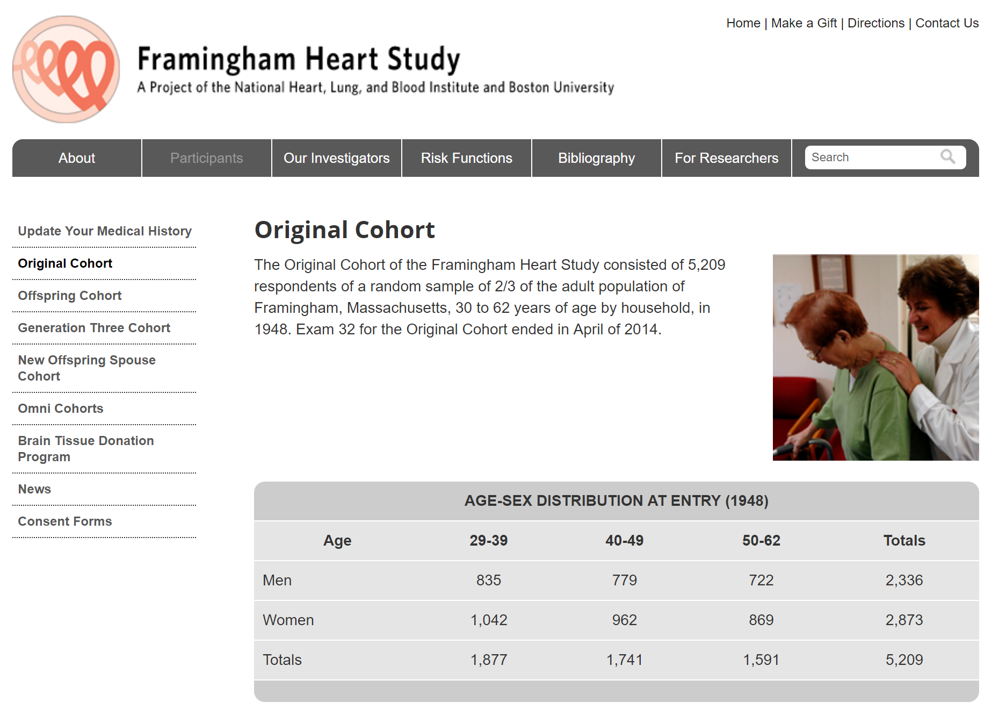 Home | Make a Gift | Directions | Contact Us
Framingham Heart Study
A Project of the National Heart, Lung, and Blood Institute and Boston University
About Participants Our Investigators Risk Functions Bibliography For Researchers Search
Update Your Medical History
Original Cohort
Offspring Cohort
Generation Three Cohort
New Offspring Spouse
Cohort
Omni Cohorts
Brain Tissue Donation
Program
News
Consent Forms
Original Cohort
The Original Cohort of the Framingham Heart Study consisted of 5,209
respondents of a random sample of 2/3 of the adult population of
Framingham, Massachusetts, 30 to 62 years of age by household, in
1948. Exam 32 for the Original Cohort ended in April of 2014.
AGE-SEX DISTRIBUTION AT ENTRY (1948)
Age 29-39 40-49 50-62 Totals
Men 835 779 722 2,336
Women 1,042 962 869 2,873
Totals 1,877 1,741 1,591 5,209